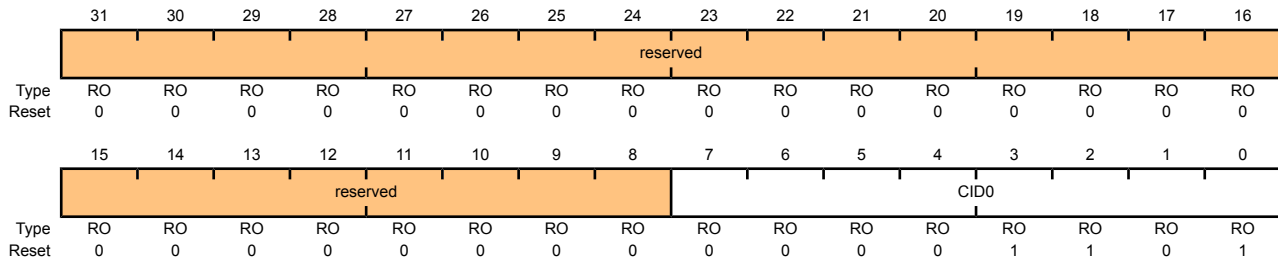 31 30 29 28 27 26 25 24 23 22 21 20 19 18 17 16
reserved
Type RO RO RO RO RO RO RO RO RO RO RO RO RO RO RO RO
Reset 0 0 0 0 0 0 0 0 0 0 0 0 0 0 0 0
15 14 13 12 11 10 9 8 7 6 5 4 3 2 1 0
reserved CID0
Type RO RO RO RO RO RO RO RO RO RO RO RO RO RO RO RO
Reset 0 0 0 0 0 0 0 0 0 0 0 0 1 1 0 1